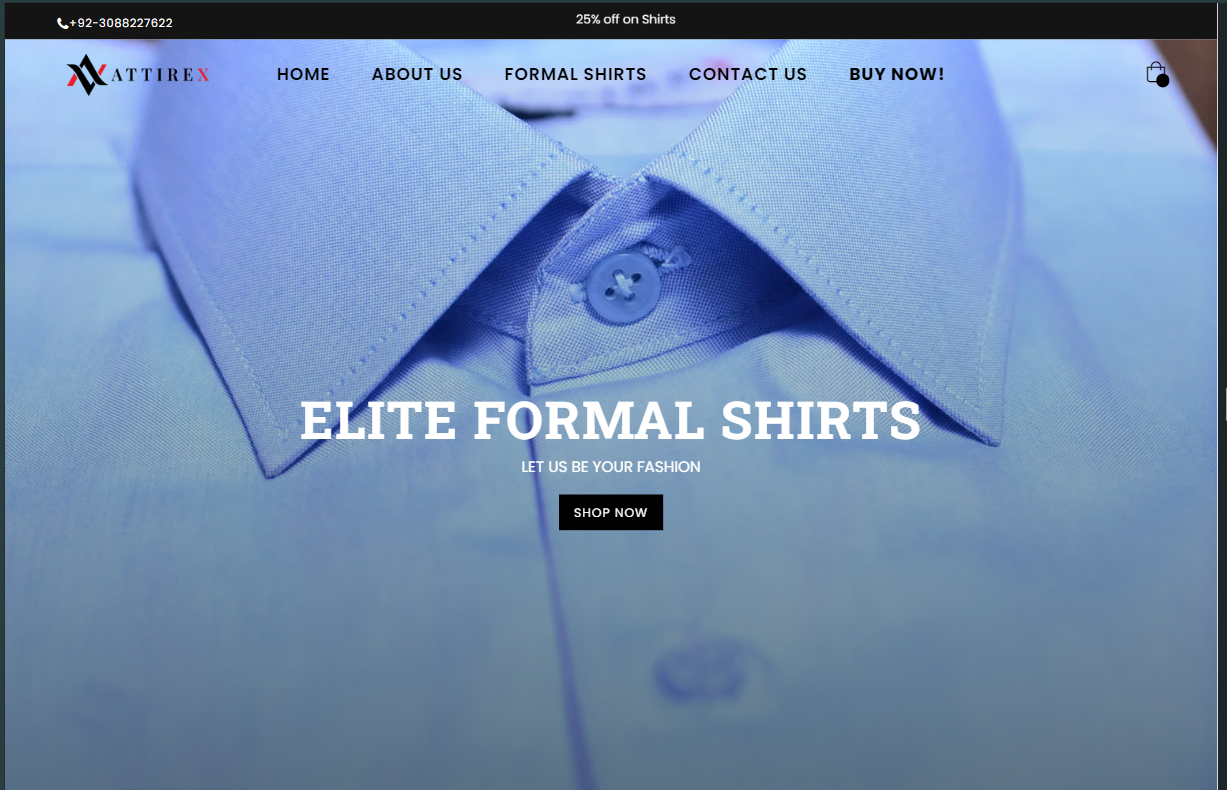 +92-3088227622
25% off on Shirts
ATTIREX
HOME ABOUT US FORMAL SHIRTS CONTACT US BUY NOW!
ELITE FORMAL SHIRTS
LET US BE YOUR FASHION
SHOP NOW